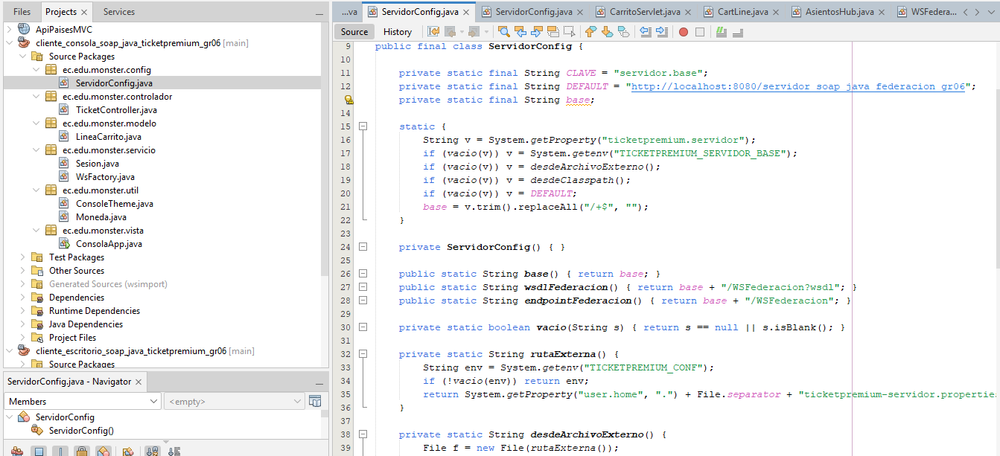 Files
Projects
Services
ApiPaisesMVC
cliente_consola_soap_java_ticketpremium_gr06 [main]
Source Packages
ec.edu.monster.config
ServidorConfig.java
ec.edu.monster.controlador
TicketController.java
ec.edu.monster.modelo
LineaCarrito.java
ec.edu.monster.servicio
Sesion.java
WsFactory.java
ec.edu.monster.util
ConsoleTheme.java
Moneda.java
ec.edu.monster.vista
ConsolaApp.java
Test Packages
Other Sources
Generated Sources (wsimport)
Dependencies
Runtime Dependencies
Java Dependencies
Project Files
cliente_escritorio_soap_java_ticketpremium_gr06 [main]
Source Packages
ServidorConfig.java - Navigator
Members
<empty>
ServidorConfig
ServidorConfig()
...va
ServidorConfig.java
ServidorConfig.java
CarritoServlet.java
CartLine.java
AsientosHub.java
WSFedera...
Source
History
9 public final class ServidorConfig {
10
11 private static final String CLAVE = "servidor.base";
12 private static final String DEFAULT = "http://localhost:8080/servidor_soap_java_federacion_gr06";
private static final String base;
14
15 static {
16 String v = System.getProperty("ticketpremium.servidor");
17 if (vacio(v)) v = System.getenv("TICKETPREMIUM_SERVIDOR_BASE");
18 if (vacio(v)) v = desdeArchivoExterno();
19 if (vacio(v)) v = desdeClasspath();
20 if (vacio(v)) v = DEFAULT;
21 base = v.trim().replaceAll("/+$", "");
22 }
23
24 private ServidorConfig() { }
25
26 public static String base() { return base; }
27 public static String wsdlFederacion() { return base + "/WSFederacion?wsdl"; }
28 public static String endpointFederacion() { return base + "/WSFederacion"; }
29
30 private static boolean vacio(String s) { return s == null || s.isBlank(); }
31
32 private static String rutaExterna() {
33 String env = System.getenv("TICKETPREMIUM_CONF");
34 if (!vacio(env)) return env;
35 return System.getProperty("user.home", ".") + File.separator + "ticketpremium-servidor.properties
36 }
37
38 private static String desdeArchivoExterno() {
39 File f = new File(rutaExterna());